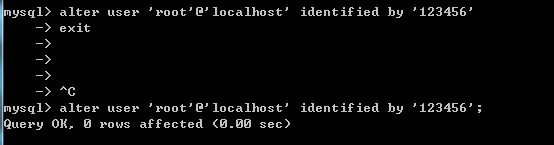 mysql> alter user 'root'@'localhost' identified by '123456'
    -> exit
    ->
    ->
    ->
    -> ^C
mysql> alter user 'root'@'localhost' identified by '123456';
Query OK, 0 rows affected (0.00 sec)